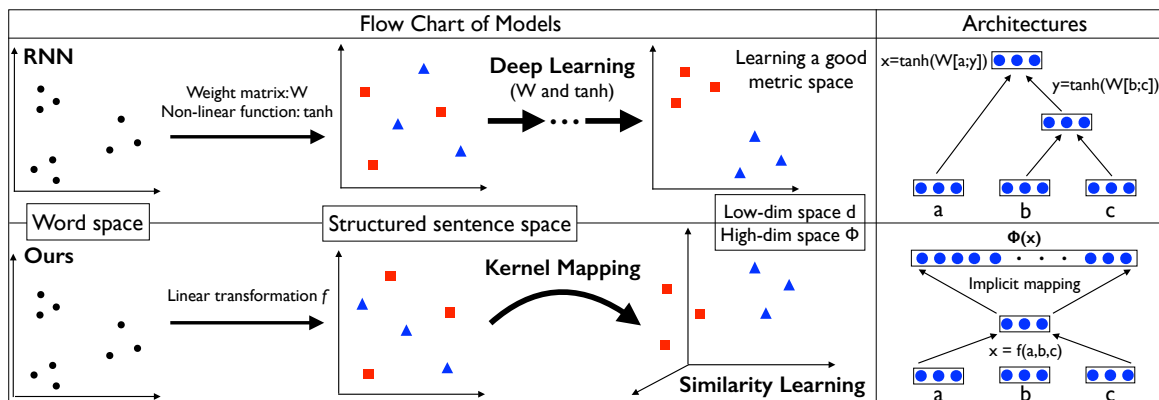 Flow Chart of Models
Architectures
RNN
Weight matrix: W
Non-linear function: tanh
Deep Learning
(W and tanh)
Learning a good
metric space
x=tanh(W[a;y])
y=tanh(W[b;c])
a
b
c
Word space
Structured sentence space
Low-dim space d
High-dim space Φ
Ours
Linear transformation f
Kernel Mapping
Similarity Learning
Φ(x)
Implicit mapping
x = f(a,b,c)
a
b
c